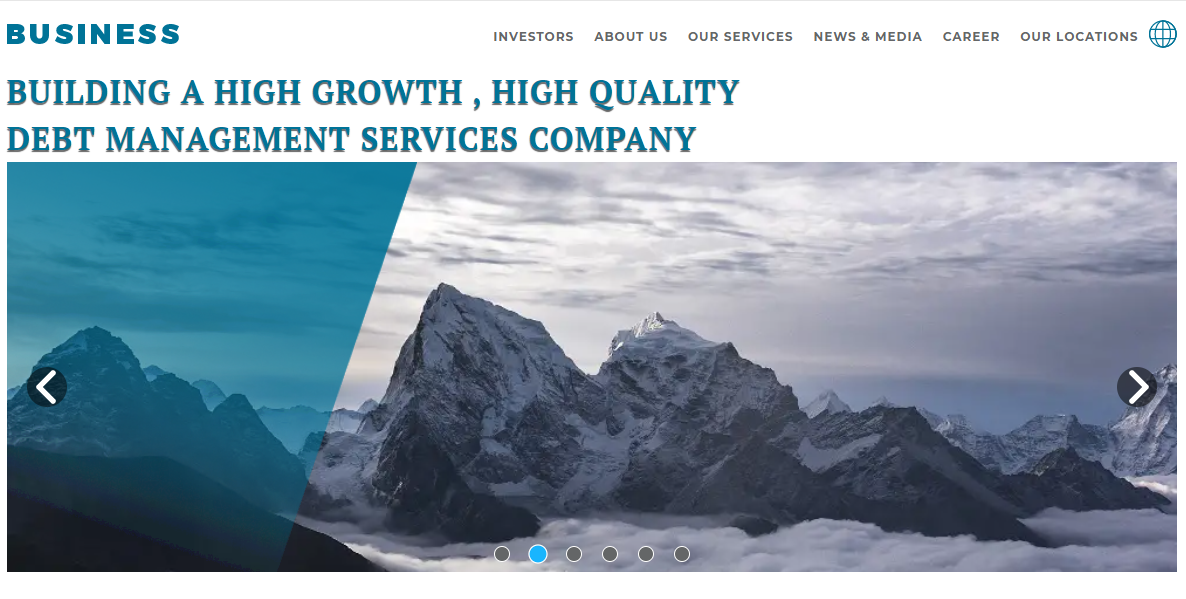 BUSINESS
INVESTORS ABOUT US OUR SERVICES NEWS & MEDIA CAREER OUR LOCATIONS
BUILDING A HIGH GROWTH , HIGH QUALITY
DEBT MANAGEMENT SERVICES COMPANY